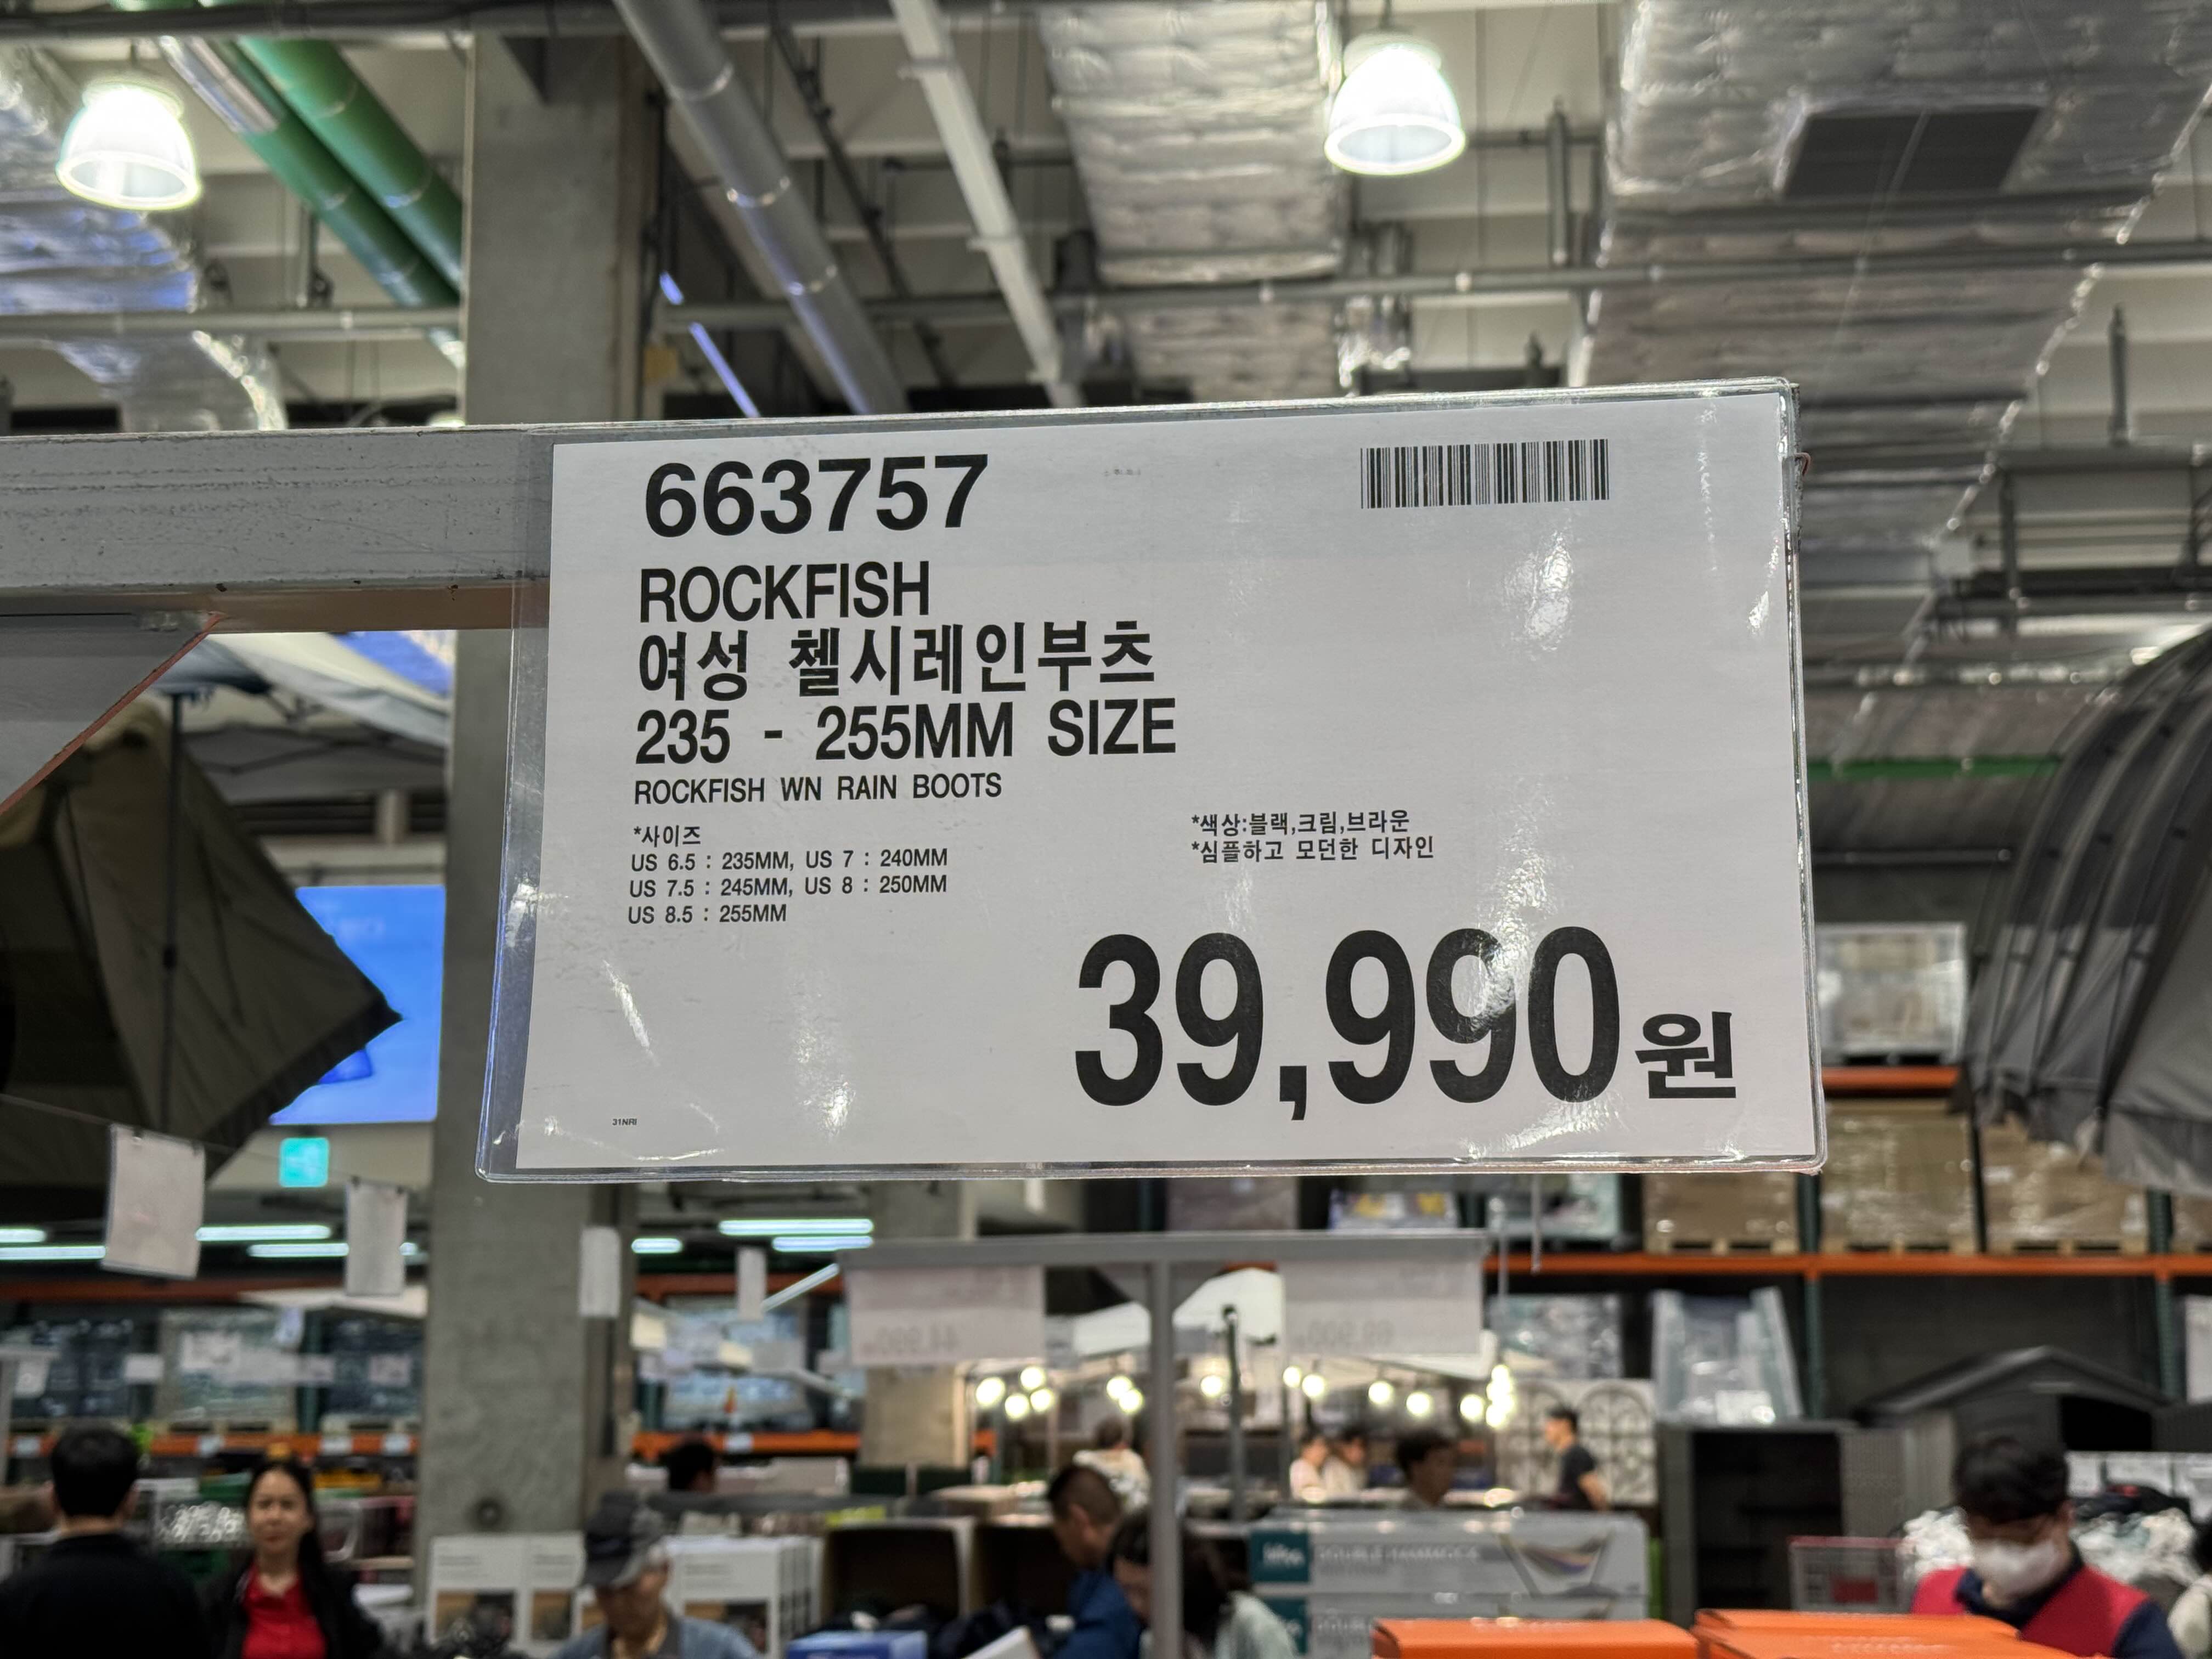 663757
ROCKFISH
여성 첼시레인부츠
235 - 255MM SIZE
ROCKFISH WN RAIN BOOTS
*사이즈
US 6.5 : 235MM, US 7 : 240MM
US 7.5 : 245MM, US 8 : 250MM
US 8.5 : 255MM
*색상:블랙,크림,브라운
*심플하고 모던한 디자인
39,990원
31NRI